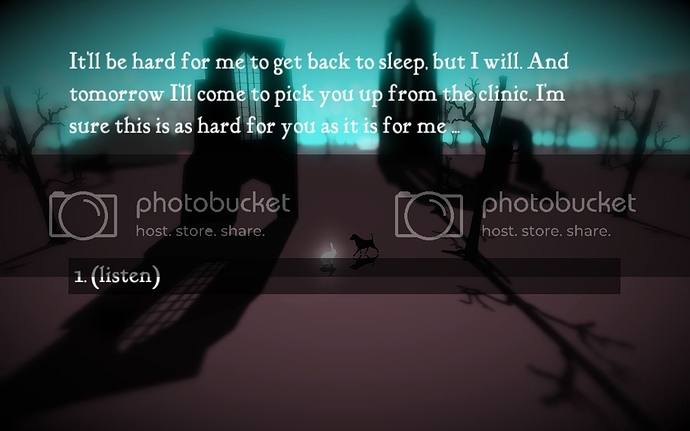 It'll be hard for me to get back to sleep, but I will. And
tomorrow I'll come to pick you up from the clinic. I'm
sure this is as hard for you as it is for me ...
photobucket photobucket
host. store. share. host. store. share.
1. (listen)